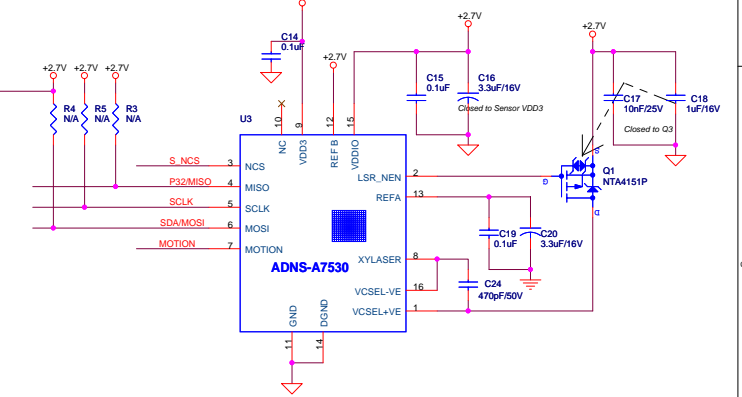 +2.7V
+2.7V
C14
0.1uF
+2.7V
+2.7V
+2.7V
+2.7V
C15
0.1uF
C16
3.3uF/16V
Closed to Sensor VDD3
C17
10nF/25V
C18
1uF/16V
Closed to Q3
R4
N/A
R5
N/A
R3
N/A
U3
10
9
12
15
NC
VDD3
REF B
VDDIO
S_NCS
3
NCS
P32/MISO
4
MISO
SCLK
5
SCLK
SDA/MOSI
6
MOSI
MOTION
7
MOTION
ADNS-A7530
LSR_NEN
2
REFA
13
XYLASER
8
VCSEL-VE
16
VCSEL+VE
1
GND
DGND
11
14
S
G
D
Q1
NTA4151P
C19
0.1uF
C20
3.3uF/16V
C24
470pF/50V